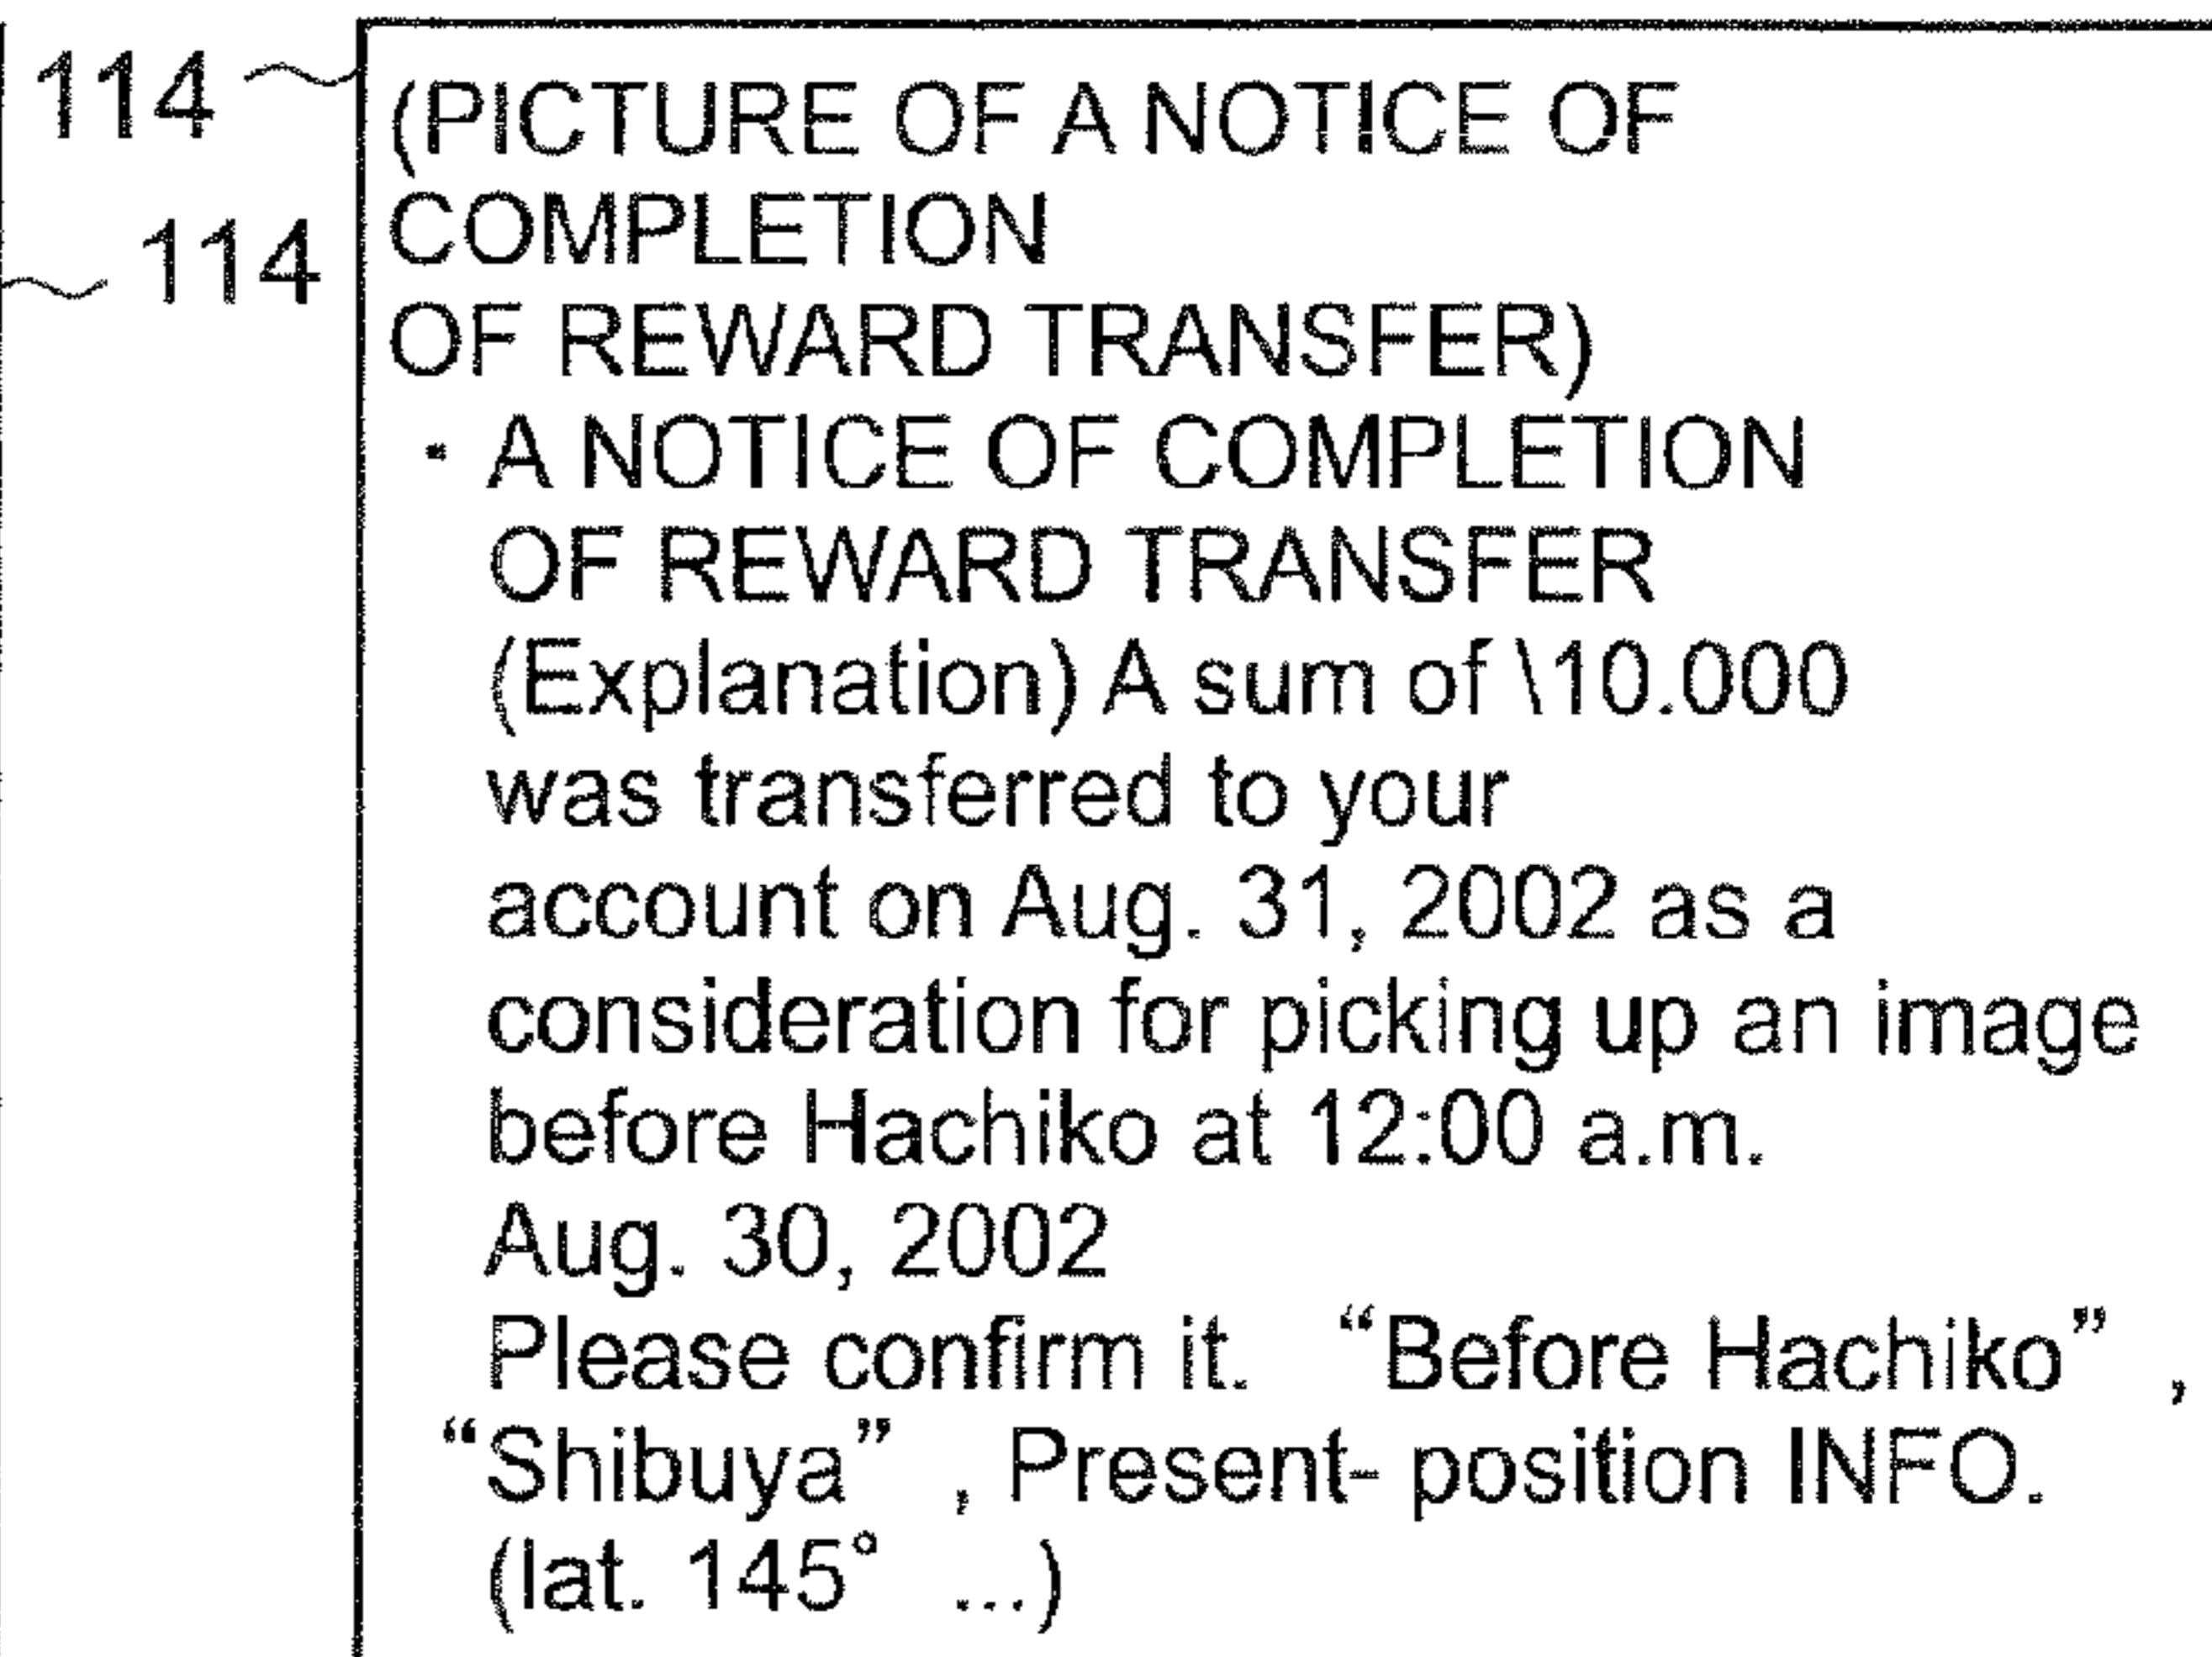 114
114
(PICTURE OF A NOTICE OF
COMPLETION
OF REWARD TRANSFER)
· A NOTICE OF COMPLETION
OF REWARD TRANSFER
(Explanation) A sum of \10.000
was transferred to your
account on Aug. 31, 2002 as a
consideration for picking up an image
before Hachiko at 12:00 a.m.
Aug. 30, 2002
Please confirm it. “Begore Hachiko” ,
“Shibuya” , Present- position INFO.
(lat. 145° ...)